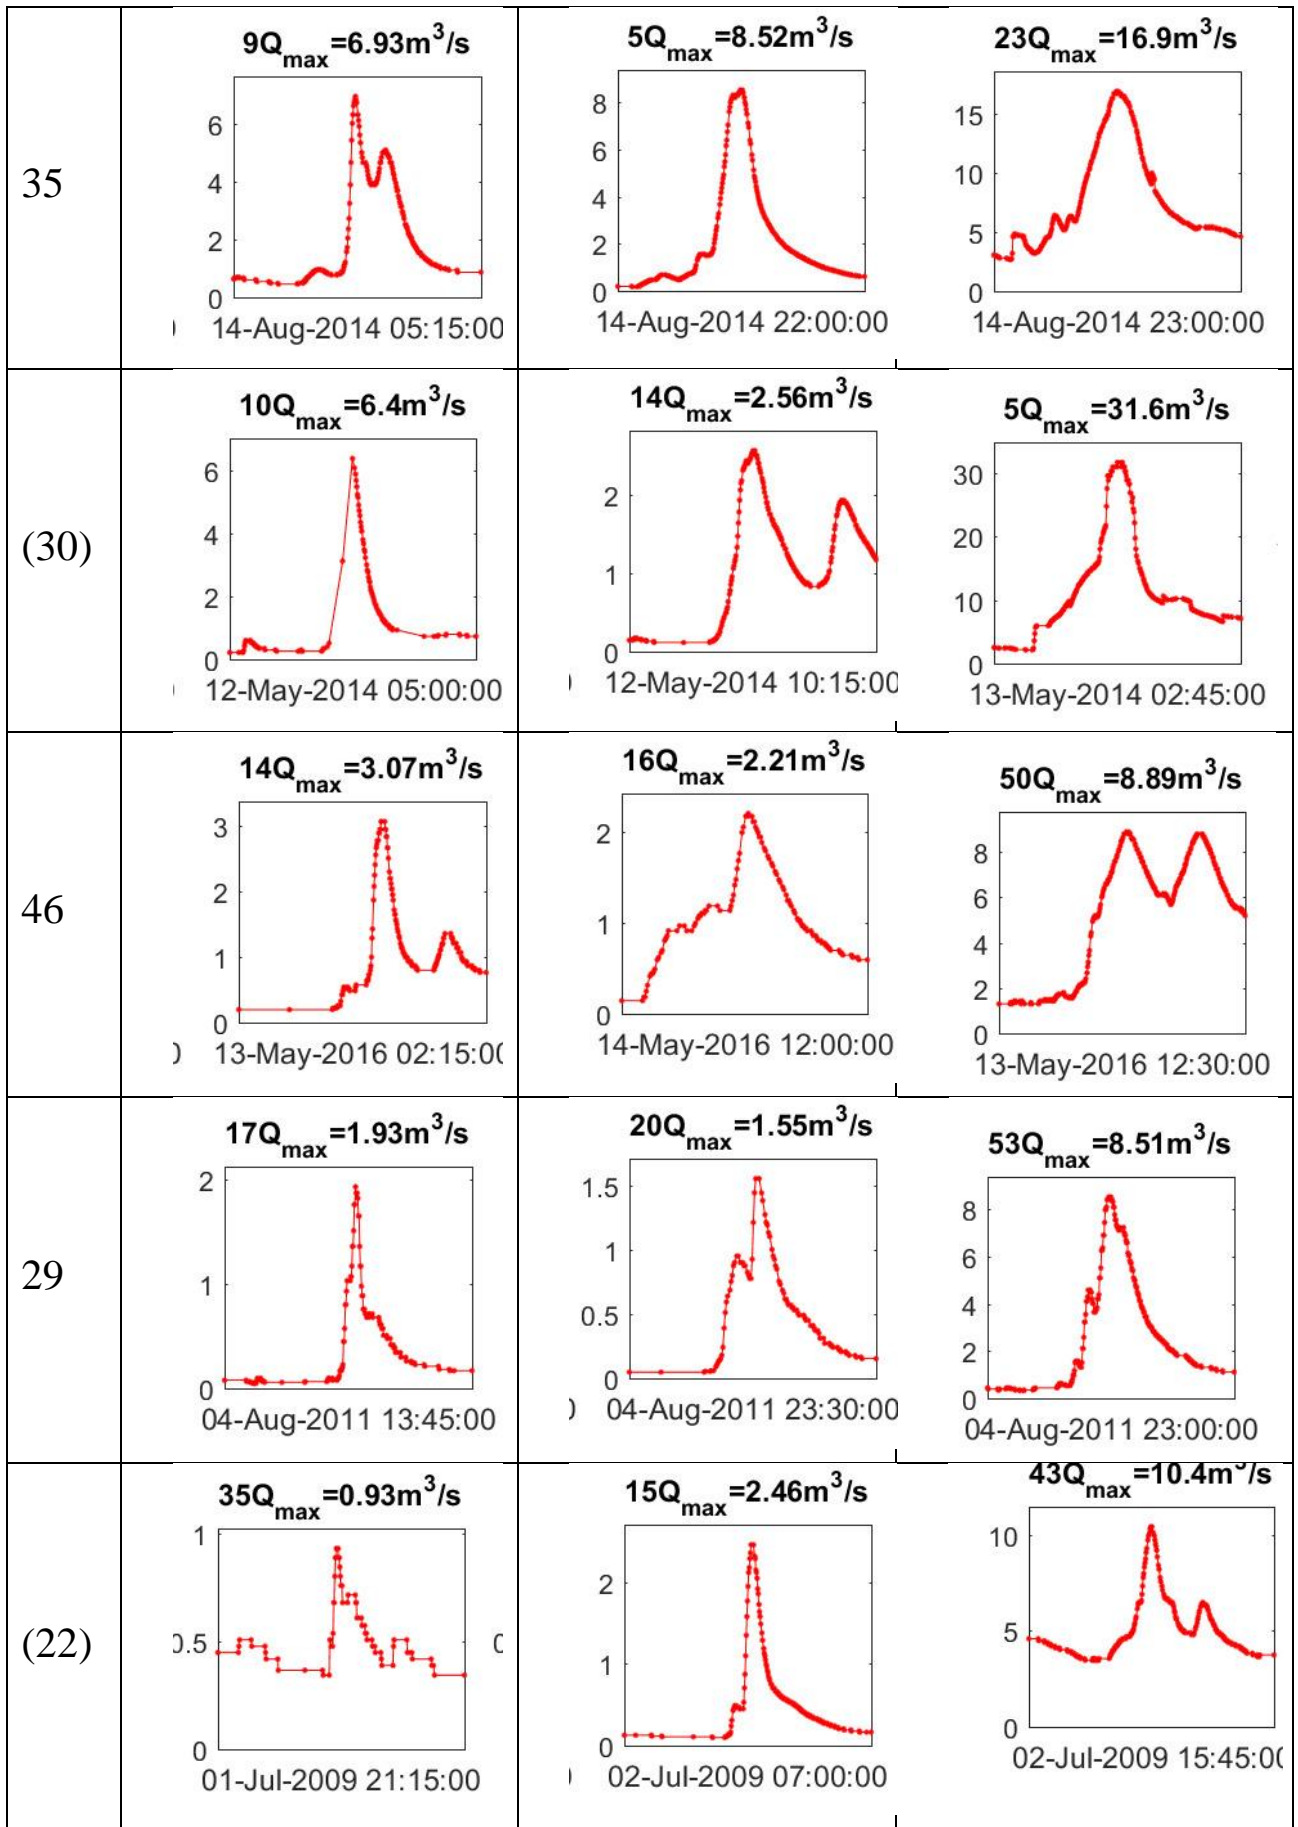 35
9Qmax=6.93m³/s
6
4
2
0
) 14-Aug-2014 05:15:00
5Qmax=8.52m³/s
8
6
4
2
0
14-Aug-2014 22:00:00
23Qmax=16.9m³/s
15
10
5
0
14-Aug-2014 23:00:00
(30)
10Qmax=6.4m³/s
6
4
2
0
) 12-May-2014 05:00:00
14Qmax=2.56m³/s
2
1
0
) 12-May-2014 10:15:00
5Qmax=31.6m³/s
30
20
10
0
13-May-2014 02:45:00
46
14Qmax=3.07m³/s
3
2
1
0
0 13-May-2016 02:15:00
16Qmax=2.21m³/s
2
1
0
14-May-2016 12:00:00
50Qmax=8.89m³/s
8
6
4
2
0
13-May-2016 12:30:00
29
17Qmax=1.93m³/s
2
1
0
04-Aug-2011 13:45:00
20Qmax=1.55m³/s
1.5
1
0.5
0
0 04-Aug-2011 23:30:00
53Qmax=8.51m³/s
8
6
4
2
0
04-Aug-2011 23:00:00
(22)
35Qmax=0.93m³/s
1
0.5
0
01-Jul-2009 21:15:00
15Qmax=2.46m³/s
0
2
1
0
) 02-Jul-2009 07:00:00
43Qmax=10.4m³/s
10
5
0
02-Jul-2009 15:45:00